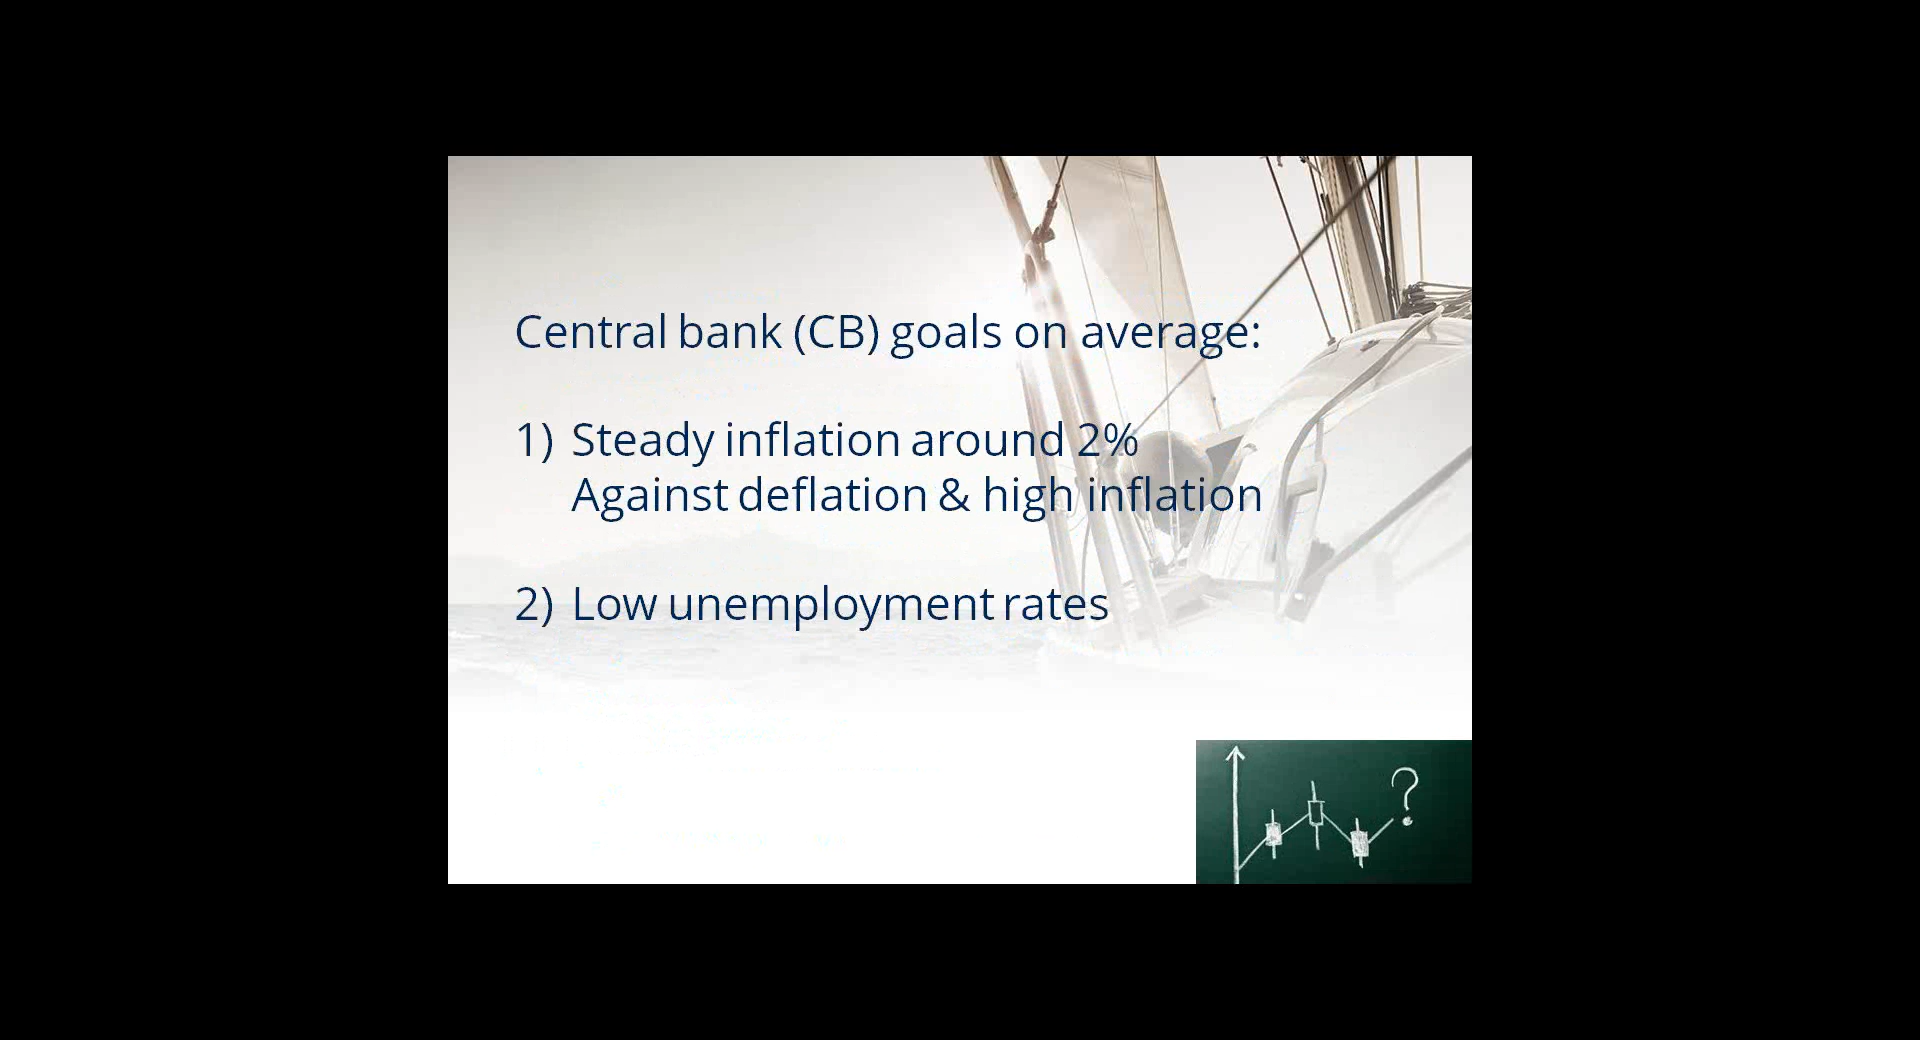 Central bank (CB) goals on average:
1) Steady inflation around 2%
Against deflation & high inflation
2) Low unemployment rates
?